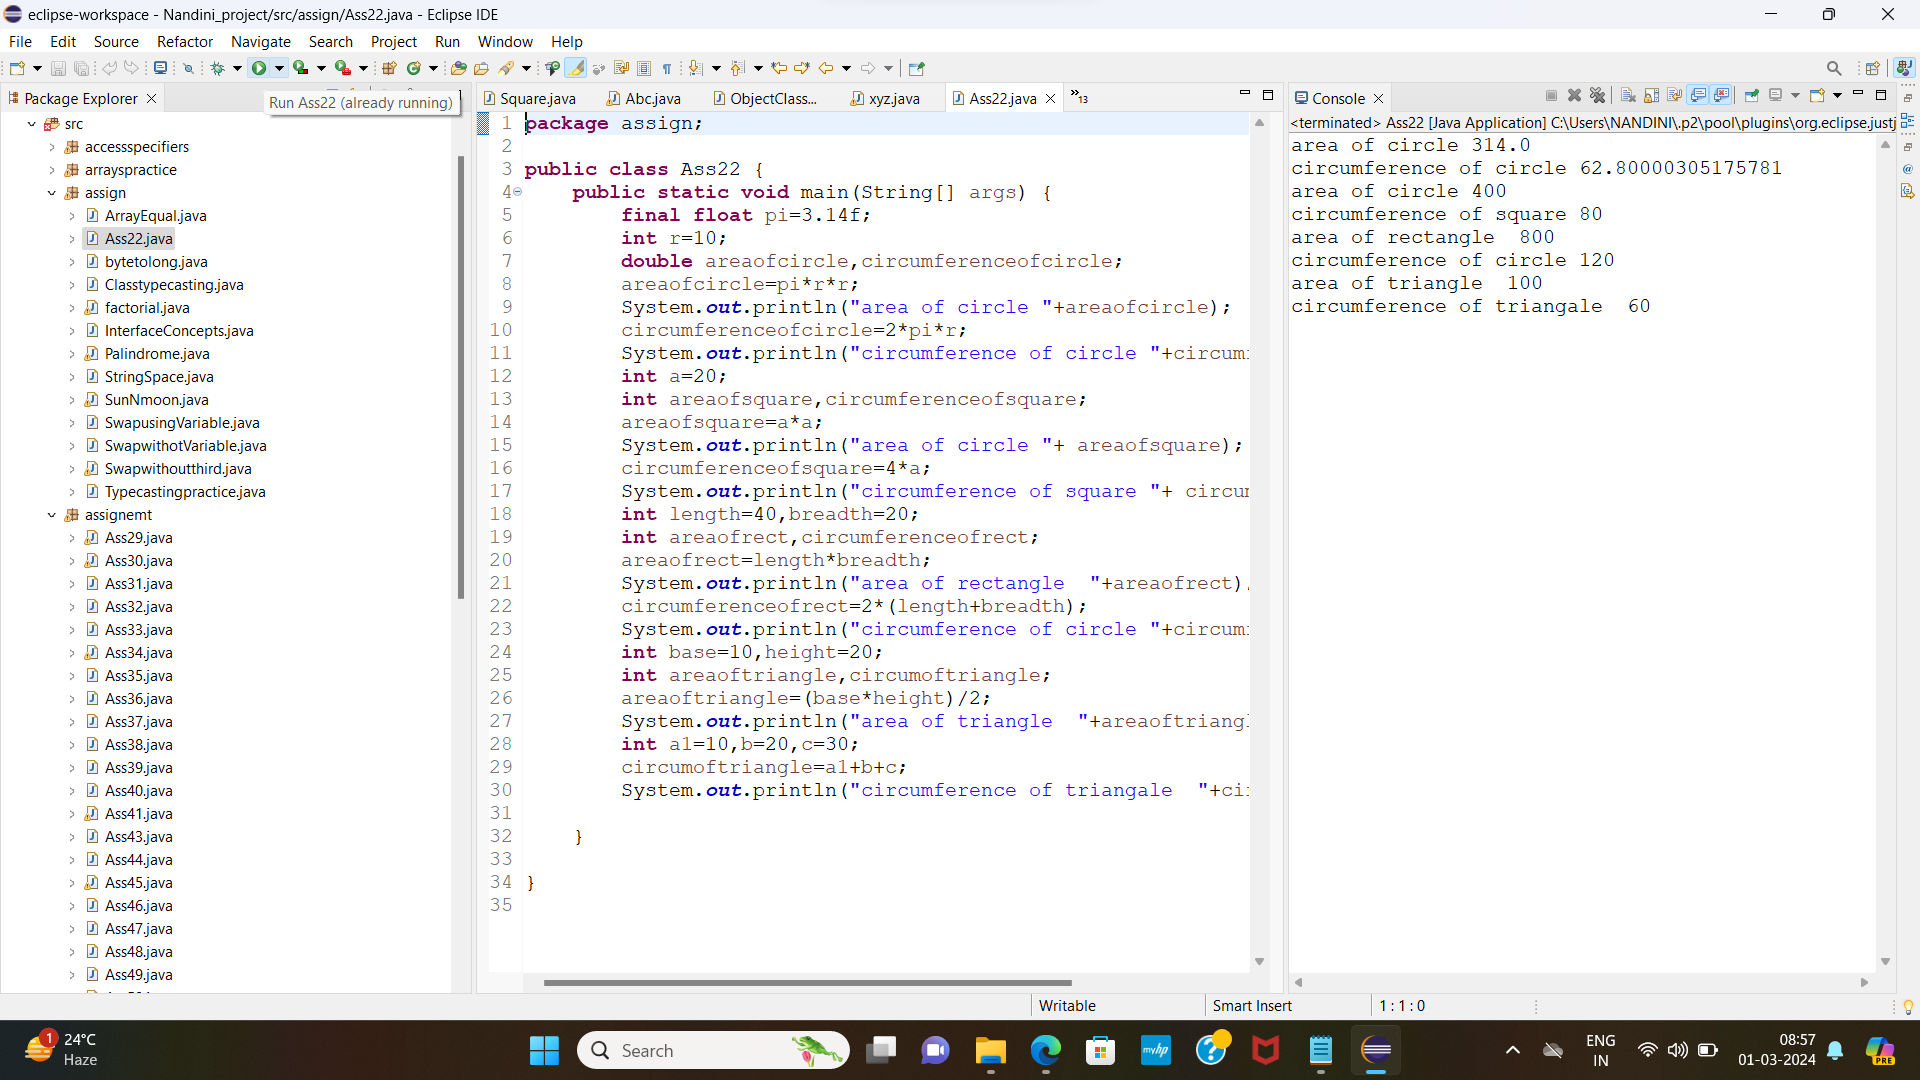 eclipse-workspace - Nandini_project/src/assign/Ass22.java - Eclipse IDE
File Edit Source Refactor Navigate Search Project Run Window Help
Package Explorer
Run Ass22 (already running)
src
accessspecifiers
arrayspractice
assign
ArrayEqual.java
Ass22.java
bytetolong.java
Classtypecasting.java
factorial.java
InterfaceConcepts.java
Palindrome.java
StringSpace.java
SunNmoon.java
SwapusingVariable.java
SwapwithotVariable.java
Swapwithoutthird.java
Typecastingpractice.java
assignemt
Ass29.java
Ass30.java
Ass31.java
Ass32.java
Ass33.java
Ass34.java
Ass35.java
Ass36.java
Ass37.java
Ass38.java
Ass39.java
Ass40.java
Ass41.java
Ass43.java
Ass44.java
Ass45.java
Ass46.java
Ass47.java
Ass48.java
Ass49.java
Square.java Abc.java ObjectClass... xyz.java Ass22.java »13
1 package assign;
2
3 public class Ass22 {
4 public static void main(String[] args) {
5 final float pi=3.14f;
6 int r=10;
7 double areaofcircle,circumferenceofcircle;
8 areaofcircle=pi*r*r;
9 System.out.println("area of circle "+areaofcircle);
10 circumferenceofcircle=2*pi*r;
11 System.out.println("circumference of circle "+circum
12 int a=20;
13 int areaofsquare,circumferenceofsquare;
14 areaofsquare=a*a;
15 System.out.println("area of circle "+ areaofsquare);
16 circumferenceofsquare=4*a;
17 System.out.println("circumference of square "+ circu
18 int length=40,breadth=20;
19 int areaofrect,circumferenceofrect;
20 areaofrect=length*breadth;
21 System.out.println("area of rectangle  "+areaofrect)
22 circumferenceofrect=2*(length+breadth);
23 System.out.println("circumference of circle "+circum
24 int base=10,height=20;
25 int areaoftriangle,circumoftriangle;
26 areaoftriangle=(base*height)/2;
27 System.out.println("area of triangle  "+areaoftriang
28 int a1=10,b=20,c=30;
29 circumoftriangle=a1+b+c;
30 System.out.println("circumference of triangale  "+ci
31
32 }
33
34 }
35
Console
<terminated> Ass22 [Java Application] C:\Users\NANDINI\.p2\pool\plugins\org.eclipse.justj
area of circle 314.0
circumference of circle 62.80000305175781
area of circle 400
circumference of square 80
area of rectangle  800
circumference of circle 120
area of triangle  100
circumference of triangale  60
Writable Smart Insert 1 : 1 : 0
1
24°C
Haze
Search
myhp
PRE
ENG
IN
08:57
01-03-2024